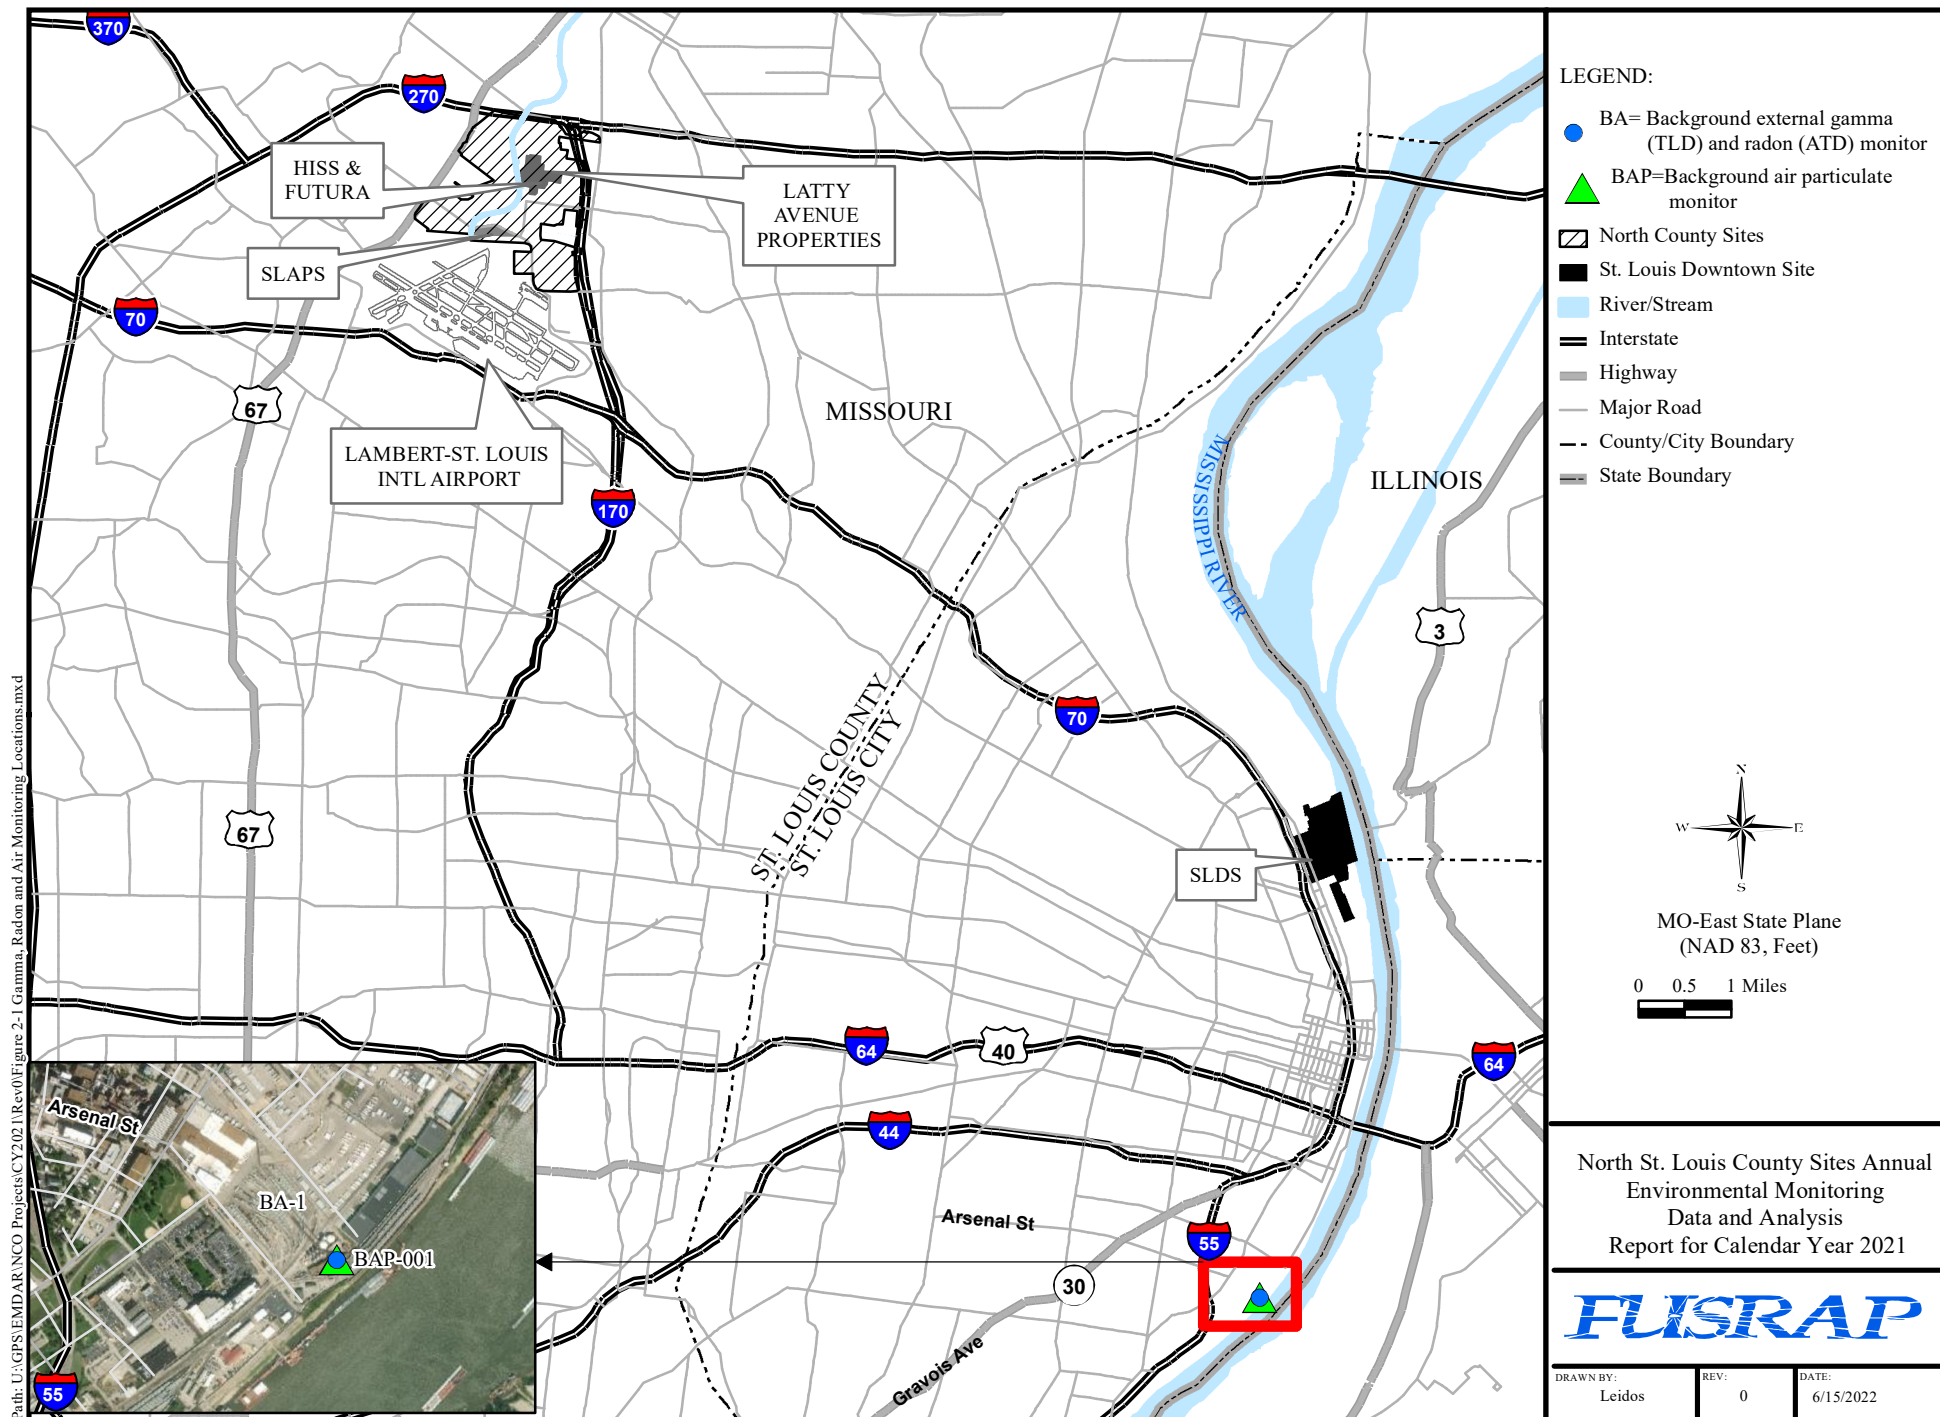 370
270
HISS &
FUTURA
LATTY
AVENUE
PROPERTIES
SLAPS
70
67
LAMBERT-ST. LOUIS
INTL AIRPORT
170
MISSOURI
MISSISSIPPI RIVER
ILLINOIS
3
ST. LOUIS COUNTY
ST. LOUIS CITY
70
67
SLDS
64
40
64
44
Arsenal St
55
30
Gravois Ave
Arsenal St
BA-1
BAP-001
55
Path: U:\GPS\EMDAR\NCO Projects\CY2021\Rev0\Figure 2-1 Gamma, Radon and Air Monitoring Locations.mxd
LEGEND:
BA= Background external gamma
(TLD) and radon (ATD) monitor
BAP=Background air particulate
monitor
North County Sites
St. Louis Downtown Site
River/Stream
Interstate
Highway
Major Road
County/City Boundary
State Boundary
N
W E
S
MO-East State Plane
(NAD 83, Feet)
0 0.5 1 Miles
North St. Louis County Sites Annual
Environmental Monitoring
Data and Analysis
Report for Calendar Year 2021
FUSRAP
DRAWN BY: REV: DATE:
Leidos 0 6/15/2022